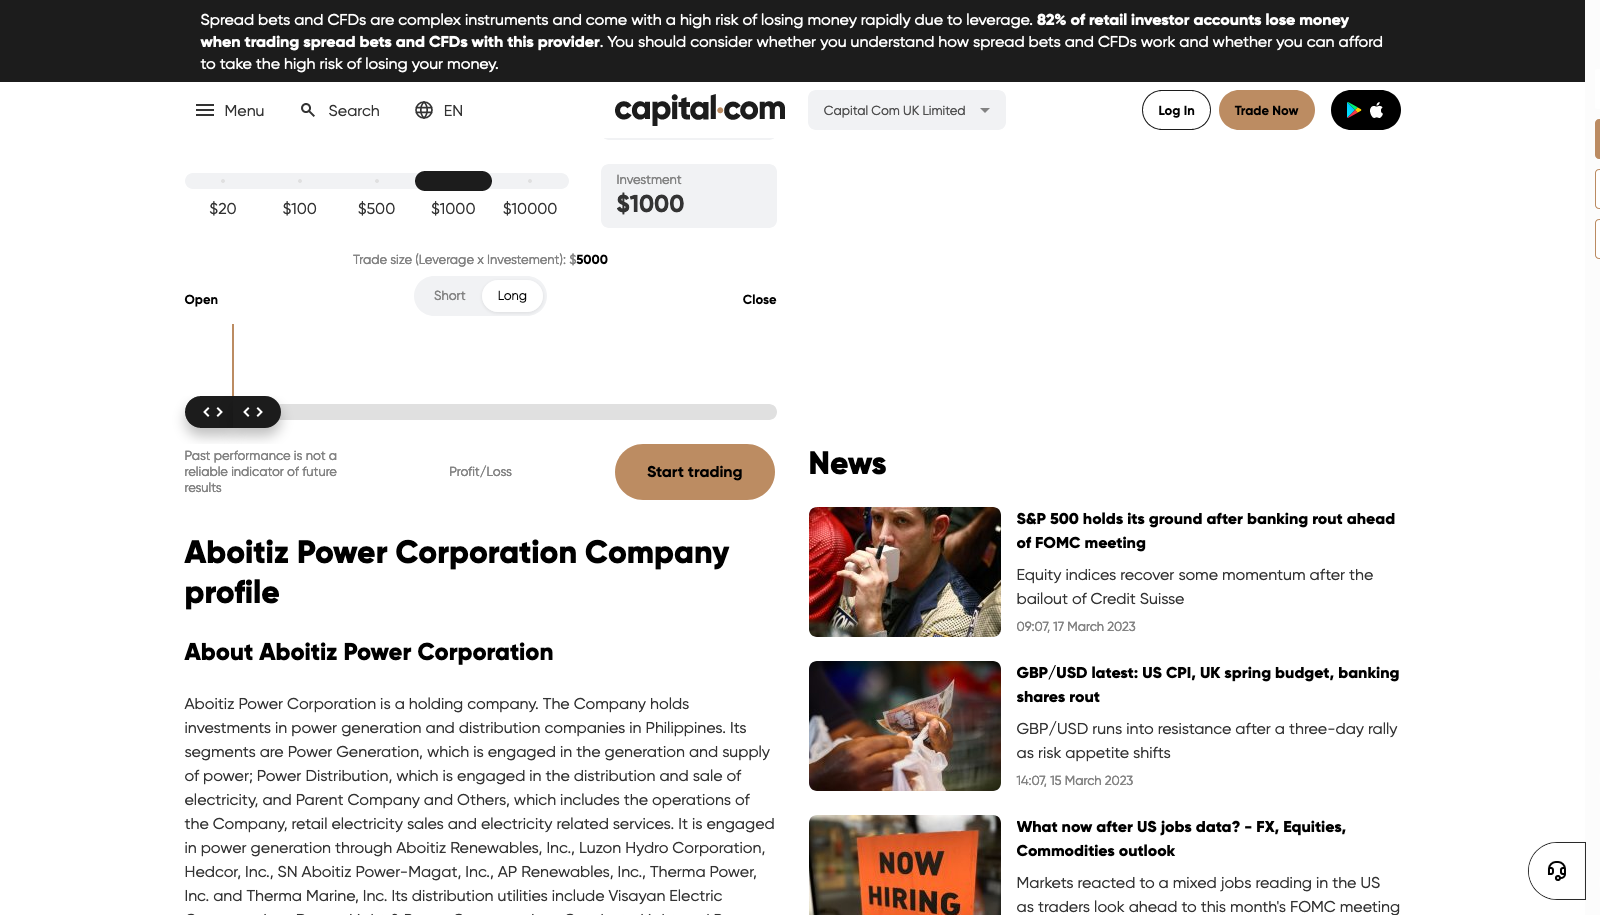 Spread bets and CFDs are complex instruments and come with a high risk of losing money rapidly due to leverage. 82% of retail investor accounts lose money
when trading spread bets and CFDs with this provider. You should consider whether you understand how spread bets and CFDs work and whether you can afford
to take the high risk of losing your money.
Menu
Search
EN
capital.com
Capital Com UK Limited
Log In
Trade Now
$20
$100
$500
$1000
$10000
Investment
$1000
Trade size (Leverage x Investement): $5000
Open
Short
Long
Close
Past performance is not a
reliable indicator of future
results
Profit/Loss
Start trading
Aboitiz Power Corporation Company
profile
About Aboitiz Power Corporation
Aboitiz Power Corporation is a holding company. The Company holds
investments in power generation and distribution companies in Philippines. Its
segments are Power Generation, which is engaged in the generation and supply
of power; Power Distribution, which is engaged in the distribution and sale of
electricity, and Parent Company and Others, which includes the operations of
the Company, retail electricity sales and electricity related services. It is engaged
in power generation through Aboitiz Renewables, Inc., Luzon Hydro Corporation,
Hedcor, Inc., SN Aboitiz Power-Magat, Inc., AP Renewables, Inc., Therma Power,
Inc. and Therma Marine, Inc. Its distribution utilities include Visayan Electric
News
S&P 500 holds its ground after banking rout ahead
of FOMC meeting
Equity indices recover some momentum after the
bailout of Credit Suisse
09:07, 17 March 2023
GBP/USD latest: US CPI, UK spring budget, banking
shares rout
GBP/USD runs into resistance after a three-day rally
as risk appetite shifts
14:07, 15 March 2023
NOW
HIRING
What now after US jobs data? - FX, Equities,
Commodities outlook
Markets reacted to a mixed jobs reading in the US
as traders look ahead to this month's FOMC meeting